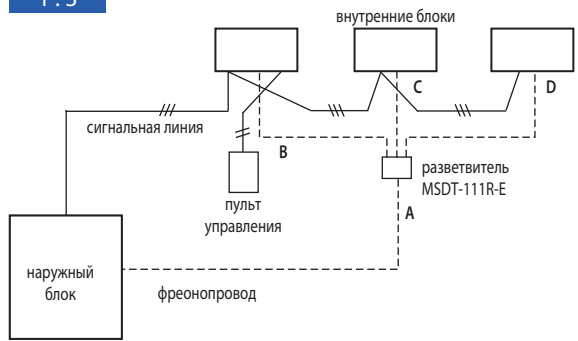 1 : 3
внутренние блоки
C
D
сигнальная линия
B
разветвитель
MSDT-111R-E
пульт
управления
A
наружный
блок
фреонопровод